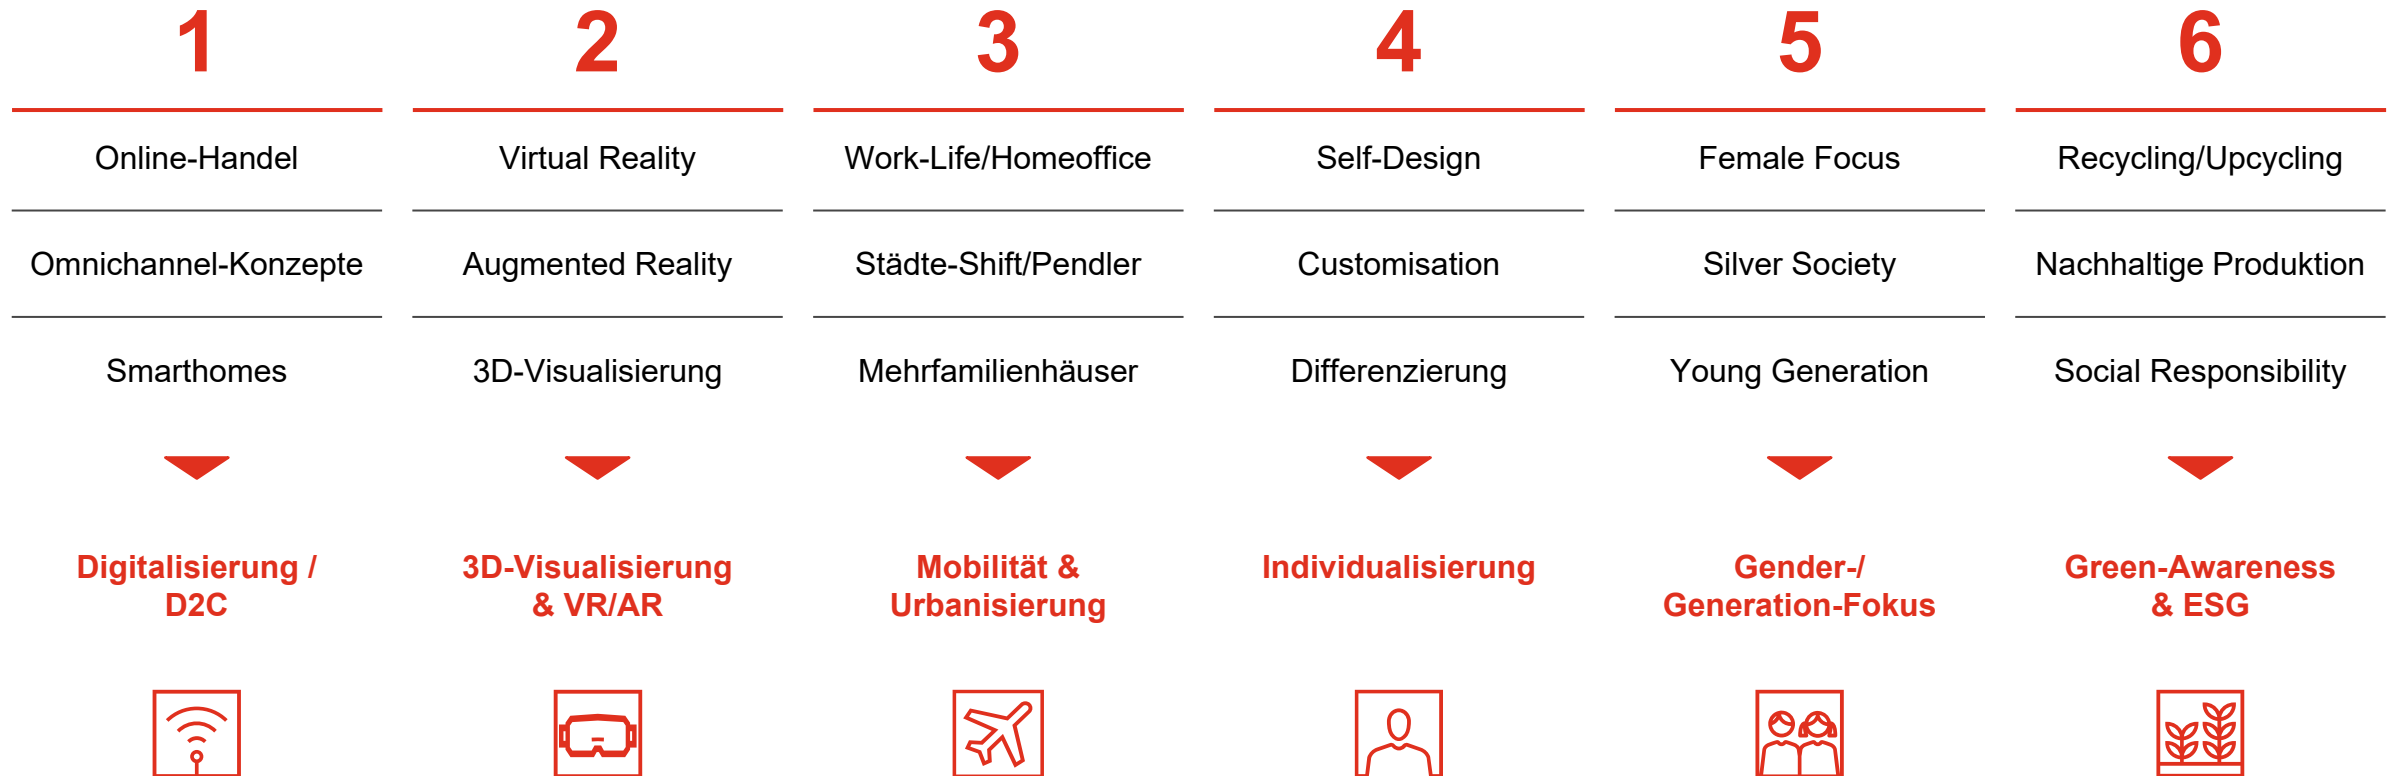 1
Online-Handel
Omnichannel-Konzepte
Smarthomes
Digitalisierung /
D2C
2
Virtual Reality
Augmented Reality
3D-Visualisierung
3D-Visualisierung
& VR/AR
3
Work-Life/Homeoffice
Städte-Shift/Pendler
Mehrfamilienhäuser
Mobilität &
Urbanisierung
4
Self-Design
Customisation
Differenzierung
Individualisierung
5
Female Focus
Silver Society
Young Generation
Gender-/
Generation-Fokus
6
Recycling/Upcycling
Nachhaltige Produktion
Social Responsibility
Green-Awareness
& ESG